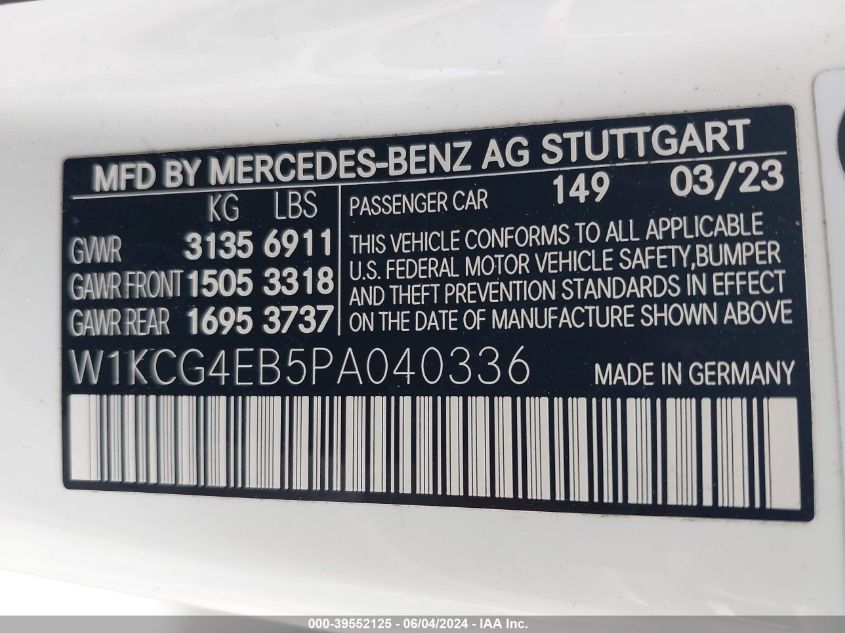 MFD BY MERCEDES-BENZ AG STUTTGART
KG LBS
GVWR 3135 6911
GAWR FRONT 1505 3318
GAWR REAR 1695 3737
PASSENGER CAR 149 03/23
THIS VEHICLE CONFORMS TO ALL APPLICABLE
U.S. FEDERAL MOTOR VEHICLE SAFETY,BUMPER
AND THEFT PREVENTION STANDARDS IN EFFECT
ON THE DATE OF MANUFACTURE SHOWN ABOVE
W1KCG4EB5PA040336 MADE IN GERMANY
000-39552125 - 06/04/2024 - IAA Inc.